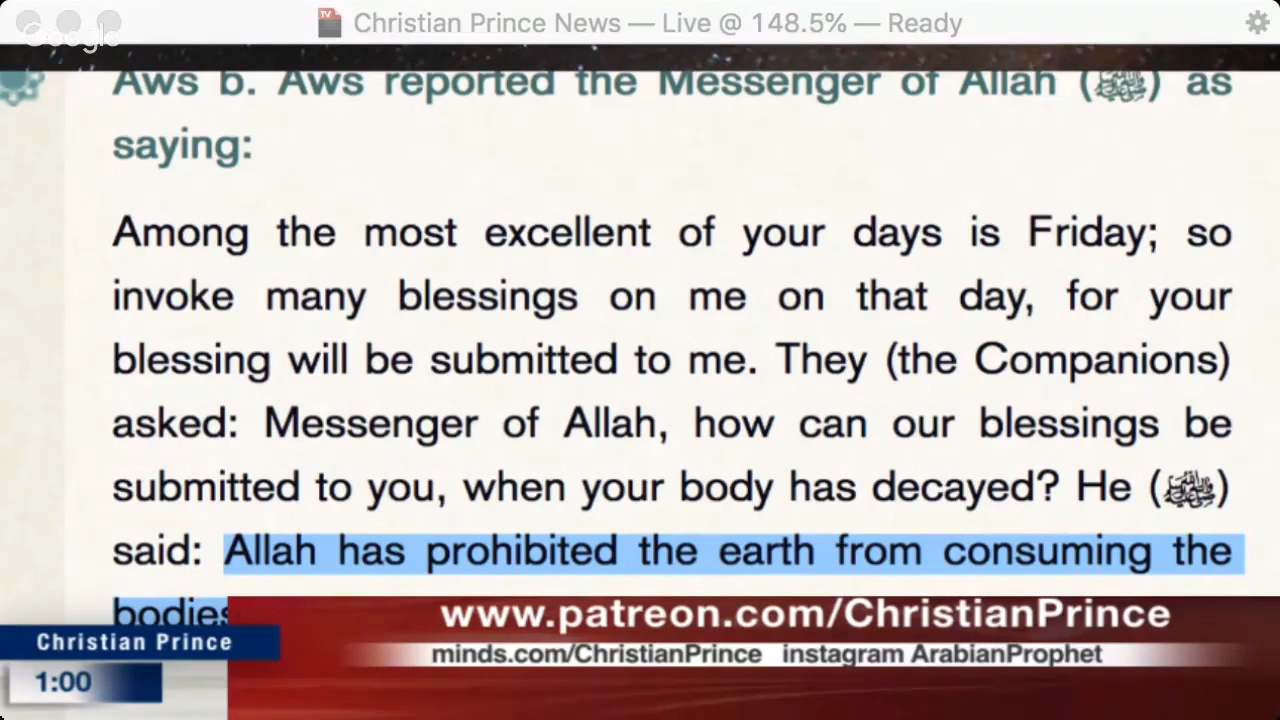 Christian Prince News — Live @ 148.5% — Ready
Google
Aws b. Aws reported the Messenger of Allah (ﷺ) as
saying:
Among the most excellent of your days is Friday; so
invoke many blessings on me on that day, for your
blessing will be submitted to me. They (the Companions)
asked: Messenger of Allah, how can our blessings be
submitted to you, when your body has decayed? He (ﷺ)
said: Allah has prohibited the earth from consuming the
bodies
www.patreon.com/ChristianPrince
Christian Prince
minds.com/ChristianPrince instagram ArabianProphet
1:00